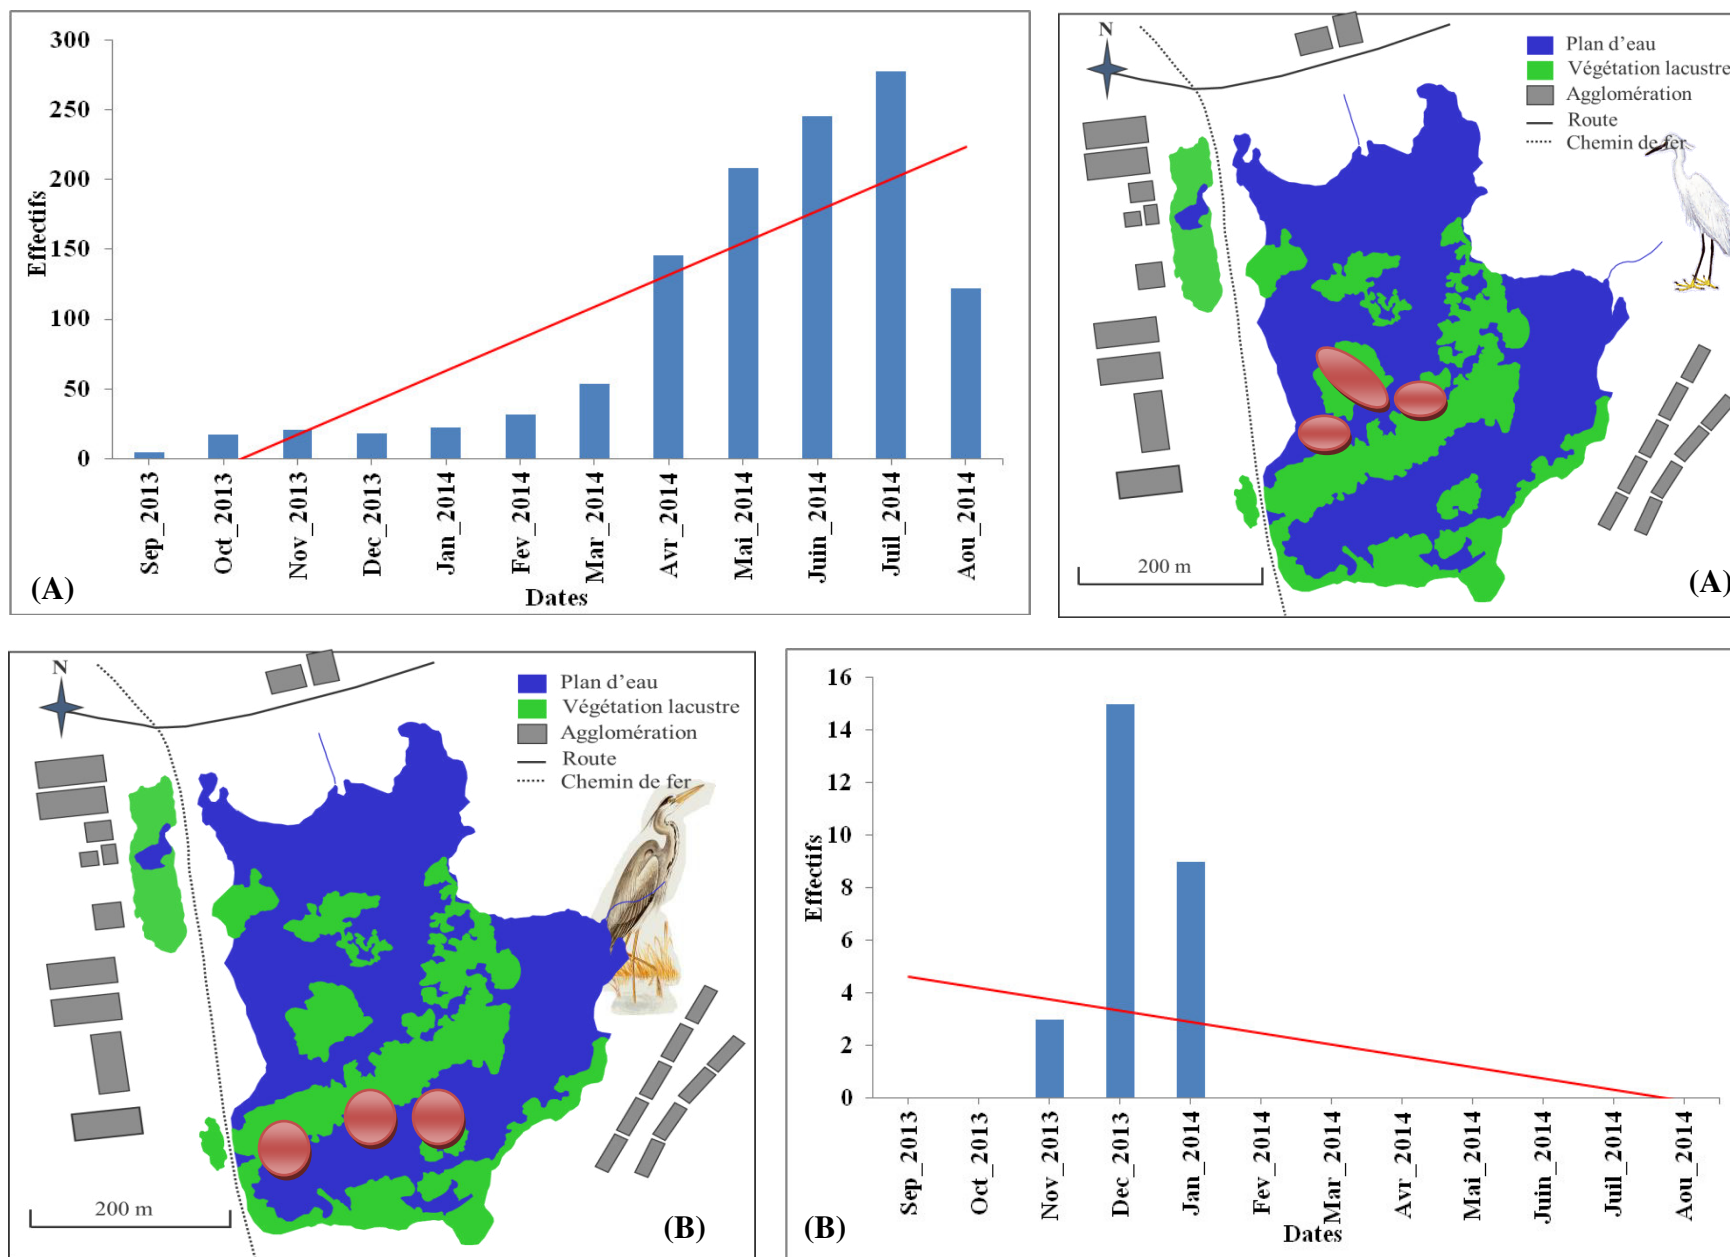 300
250
200
150
100
50
0
Effectifs
Sep_2013
Oct_2013
Nov_2013
Dec_2013
Jan_2014
Fev_2014
Mar_2014
Avr_2014
Mai_2014
Juin_2014
Juil_2014
Aou_2014
Dates
(A)
N
Plan d'eau
Végétation lacustre
Agglomération
Route
Chemin de fer
200 m
(A)
N
Plan d'eau
Végétation lacustre
Agglomération
Route
Chemin de fer
200 m
(B)
16
14
12
10
8
6
4
2
0
Effectifs
Sep_2013
Oct_2013
Nov_2013
Dec_2013
Jan_2014
Fev_2014
Mar_2014
Avr_2014
Mai_2014
Juin_2014
Juil_2014
Aou_2014
Dates
(B)